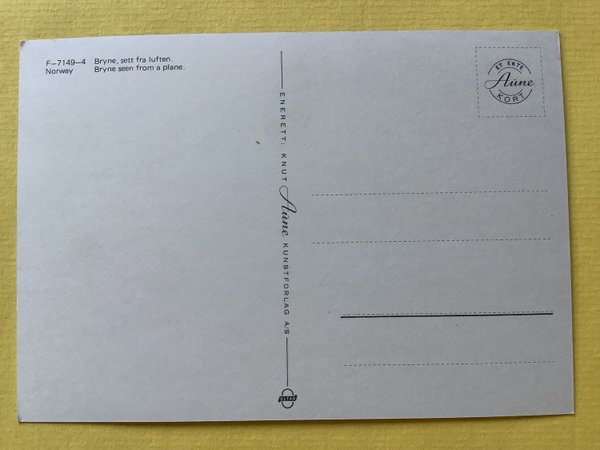 F-7149-4 Bryne, sett fra luften.
Norway Bryne seen from a plane.
ENERETT: KNUT Aune KUNSTFORLAG A/S
ET EKTE
Aune
KORT